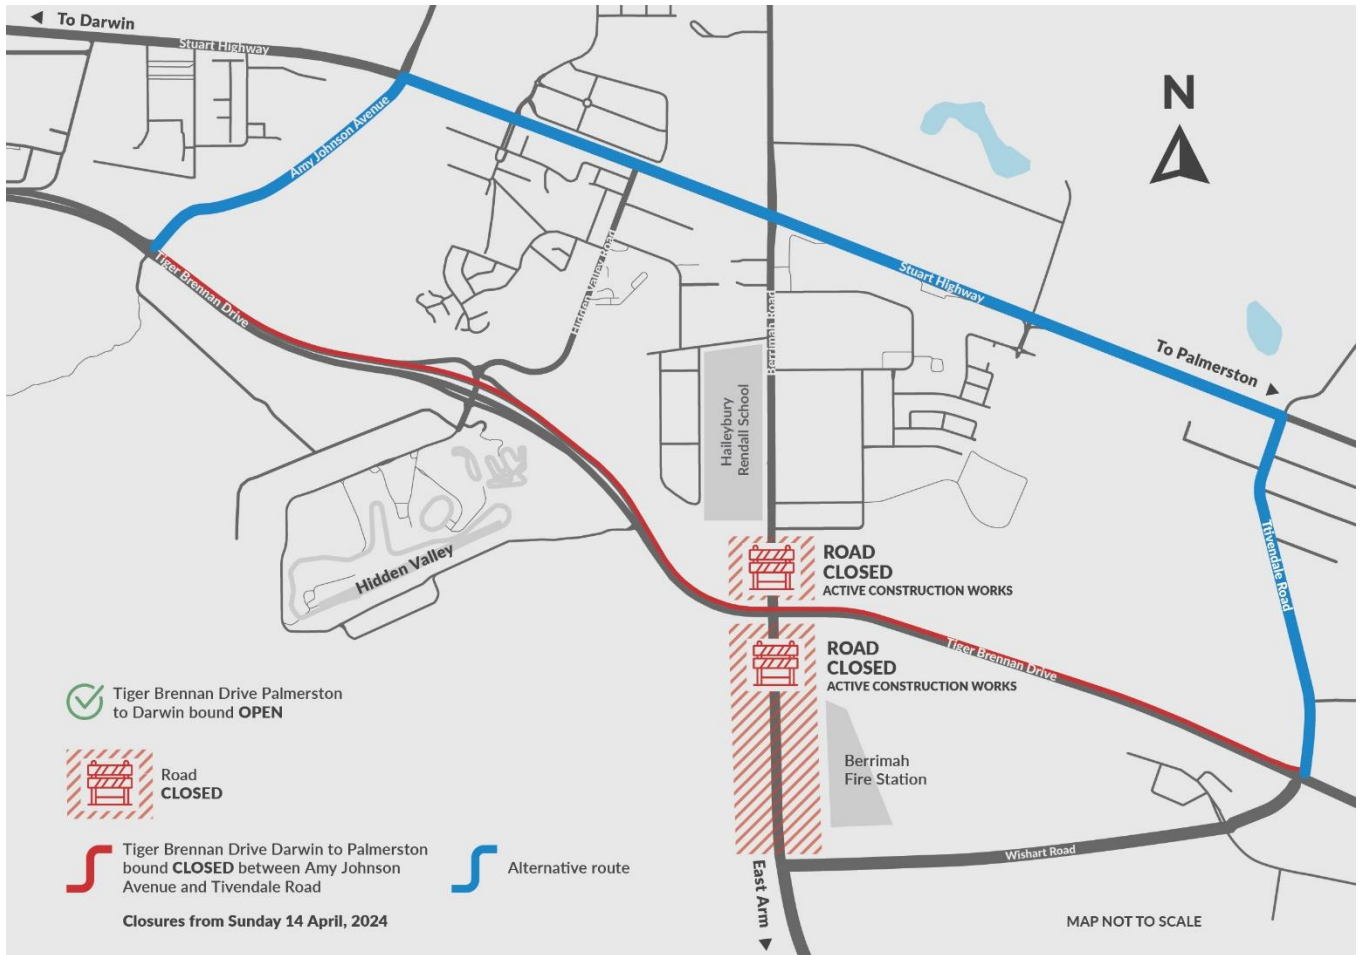 To Darwin
Stuart Highway
N
Amy Johnson Avenue
Tiger Brennan Drive
Hidden Valley Road
Berrimah Road
Stuart Highway
To Palmerston
Haileybury
Rendall School
Hidden Valley
ROAD
CLOSED
ACTIVE CONSTRUCTION WORKS
Tivendale Road
ROAD
CLOSED
ACTIVE CONSTRUCTION WORKS
Tiger Brennan Drive
Tiger Brennan Drive Palmerston
to Darwin bound OPEN
Berrimah
Fire Station
Road
CLOSED
Tiger Brennan Drive Darwin to Palmerston
bound CLOSED between Amy Johnson
Avenue and Tivendale Road
Alternative route
Wishart Road
East Arm
Closures from Sunday 14 April, 2024
MAP NOT TO SCALE